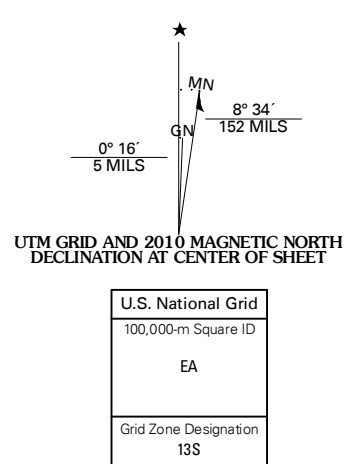 MN
8° 34´
152 MILS
GN
0° 16´
5 MILS
UTM GRID AND 2010 MAGNETIC NORTH
DECLINATION AT CENTER OF SHEET
U.S. National Grid
100,000-m Square ID
EA
Grid Zone Designation
13S